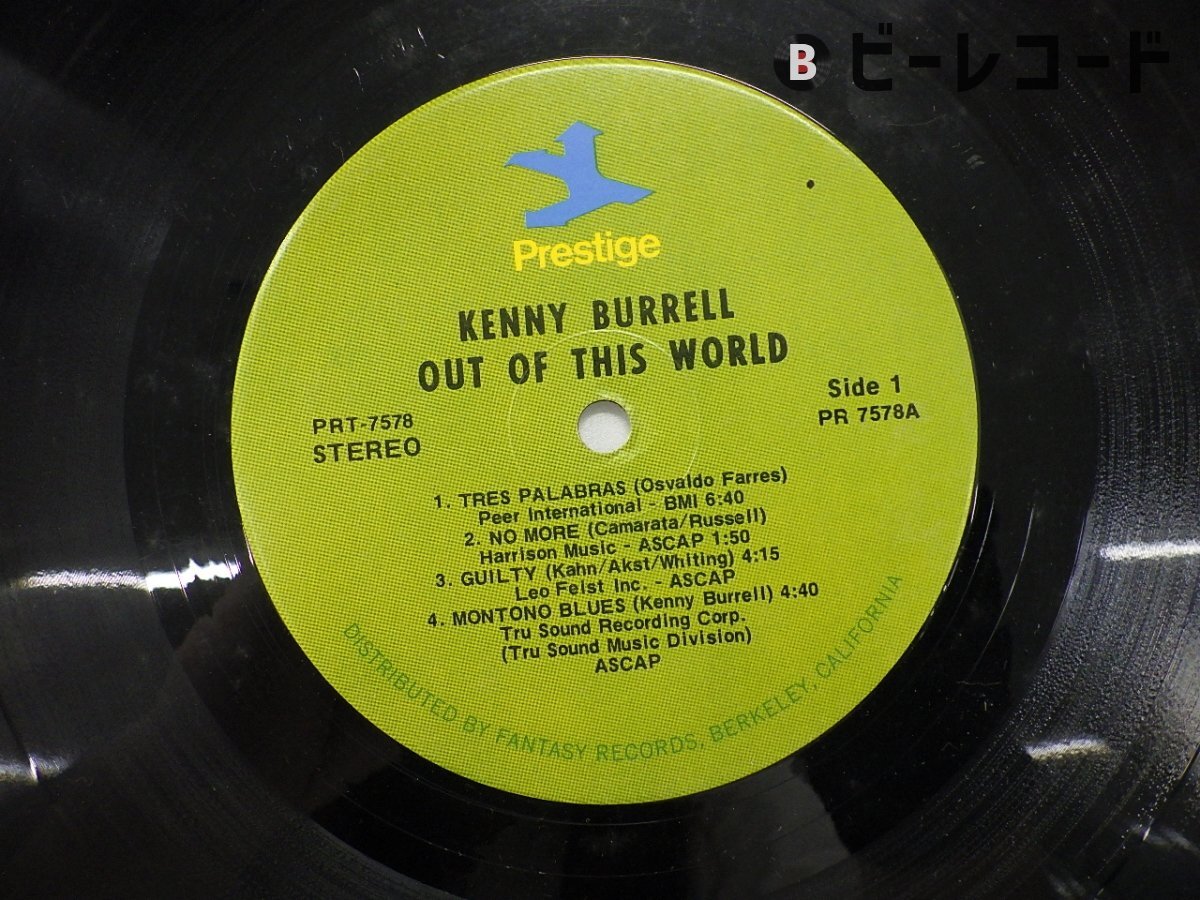 B ビーレコード
Prestige
KENNY BURRELL
OUT OF THIS WORLD
Side 1
PR 7578A
PRT-7578
STEREO
1. TRES PALABRAS (Osvaldo Farres)
Peer International - BMI 6:40
2. NO MORE (Camarata/Russell)
Harrison Music - ASCAP 1:50
3. GUILTY (Kahn/Akst/Whiting) 4:15
Leo Feist Inc. - ASCAP
4. MONTONO BLUES (Kenny Burrell) 4:40
Tru Sound Recording Corp.
(Tru Sound Music Division)
ASCAP
DISTRIBUTED BY FANTASY RECORDS, BERKELEY, CALIFORNIA